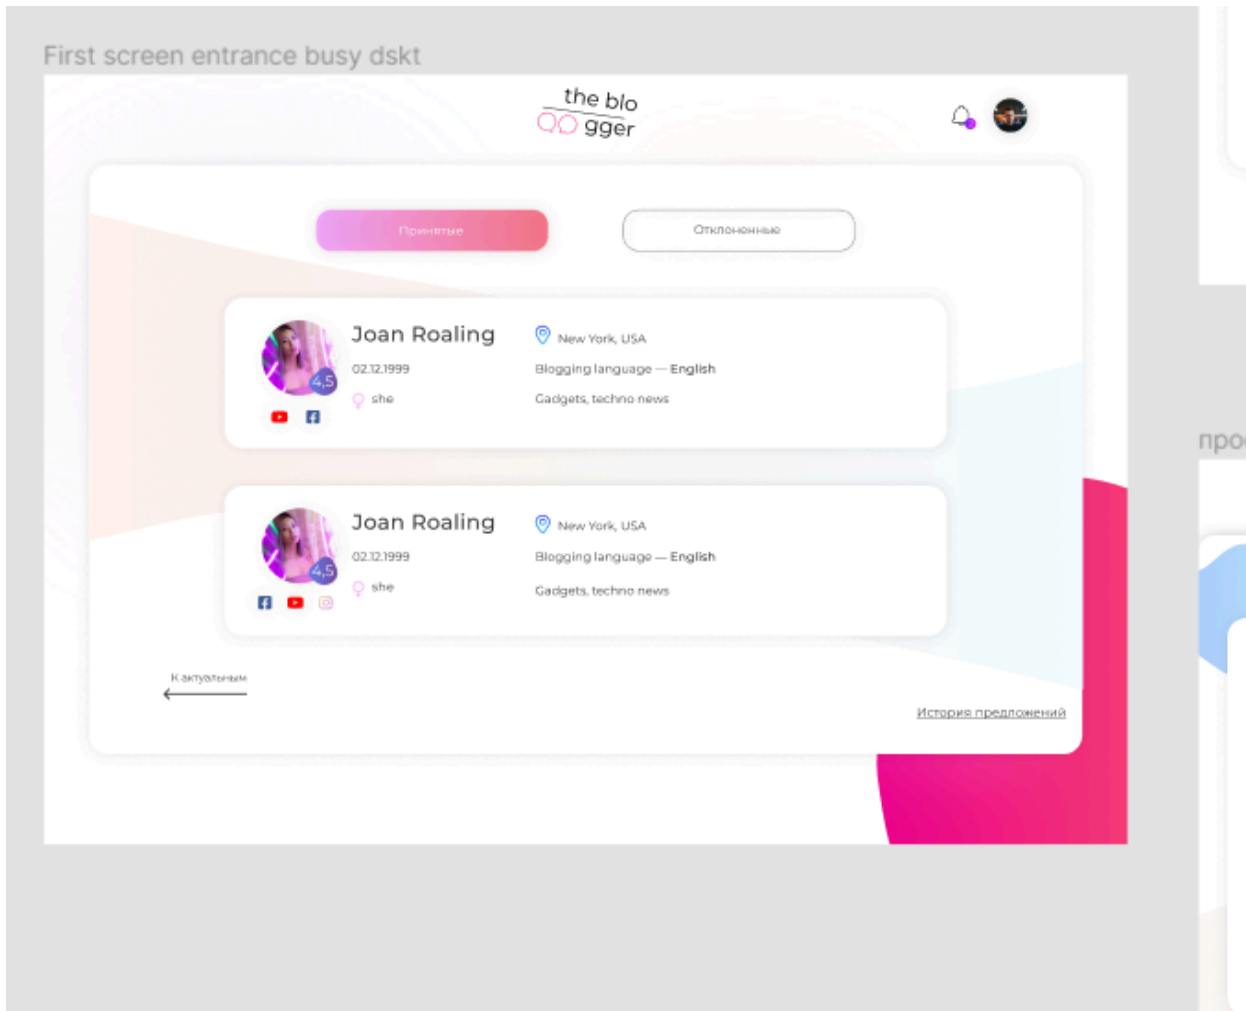 First screen entrance busy dskt
the blo
gger
Принятые
Отклоненные
Joan Roaling
New York, USA
02.12.1999
Blogging language — English
4,5
she
Gadgets, techno news
Joan Roaling
New York, USA
02.12.1999
Blogging language — English
4,5
she
Gadgets, techno news
К актуальным
История предложений